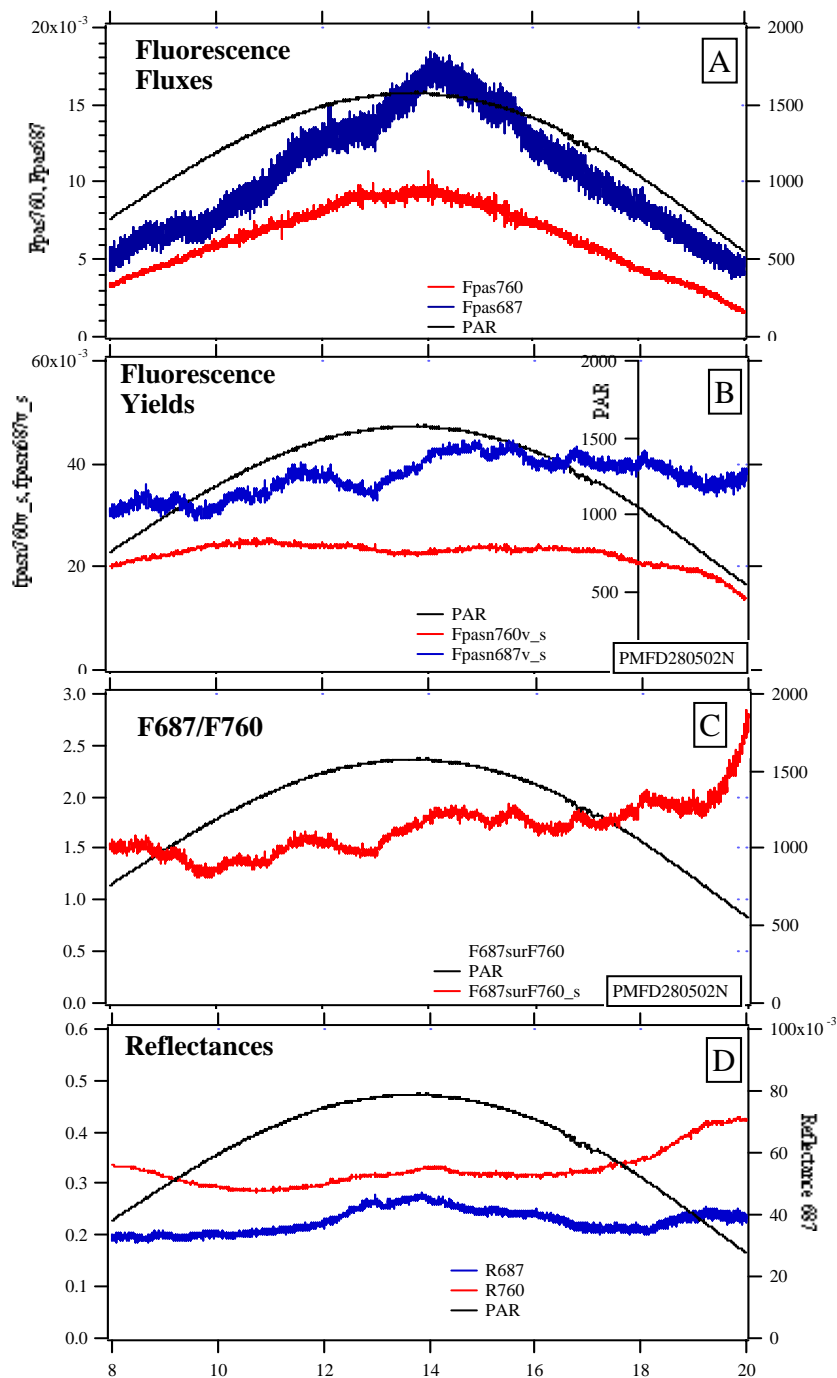 20x10⁻³
2000
Fluorescence
Fluxes
A
15
1500
10
1000
5
500
0
0
Fpas760, Fpas687
Fpas760
Fpas687
PAR
60x10⁻³
2000
Fluorescence
Yields
B
PAR
1500
40
1000
20
500
0
fpasn760v_s, fpasn687v_s
PAR
Fpasn760v_s
Fpasn687v_s
PMFD280502N
3.0
2000
F687/F760
C
2.5
1500
2.0
1.5
1000
1.0
500
0.5
0.0
0
F687surF760
PAR
F687surF760_s
PMFD280502N
0.6
100x10⁻³
Reflectances
D
0.5
80
0.4
60
0.3
40
0.2
20
0.1
0.0
0
Reflectance 687
R687
R760
PAR
8
10
12
14
16
18
20